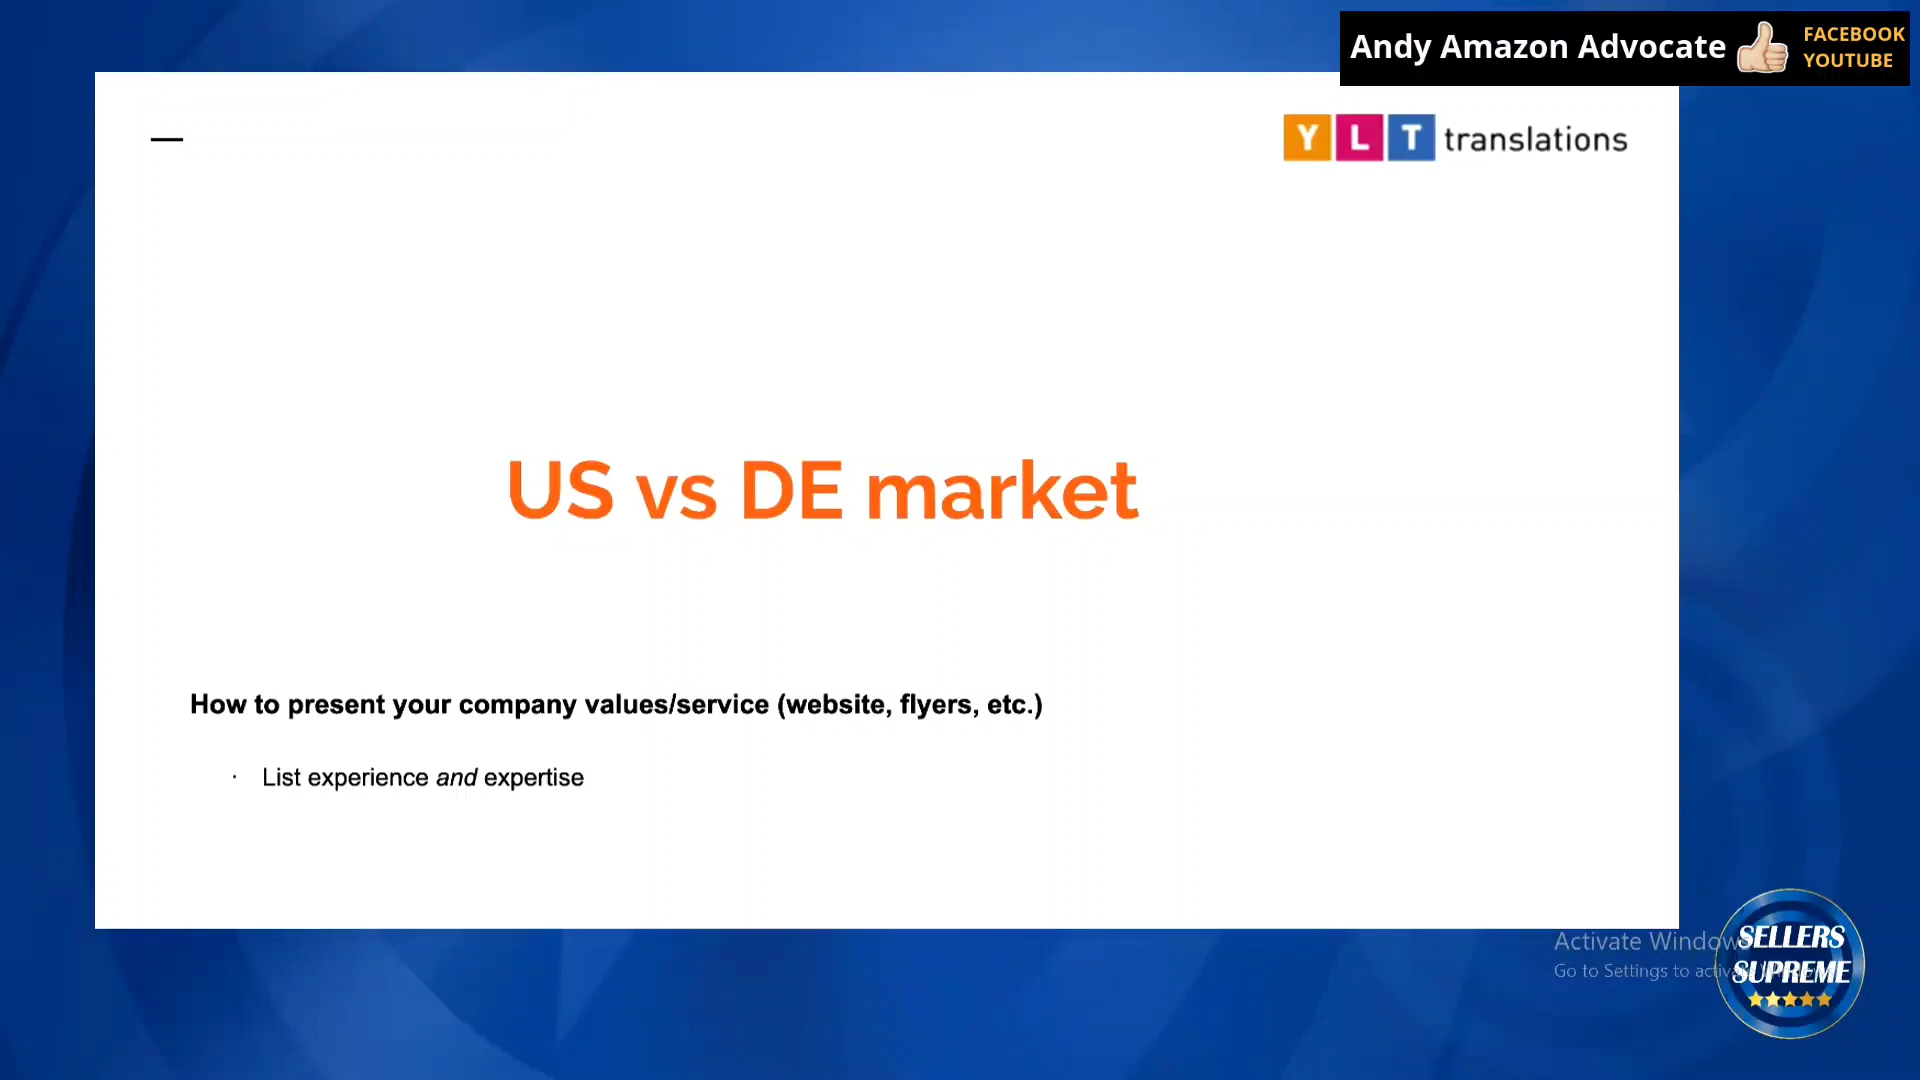 Andy Amazon Advocate
FACEBOOK
YOUTUBE
Y L T translations
US vs DE market
How to present your company values/service (website, flyers, etc.)
· List experience and expertise
Activate Windows
Go to Settings to activ
SELLERS
SUPREME